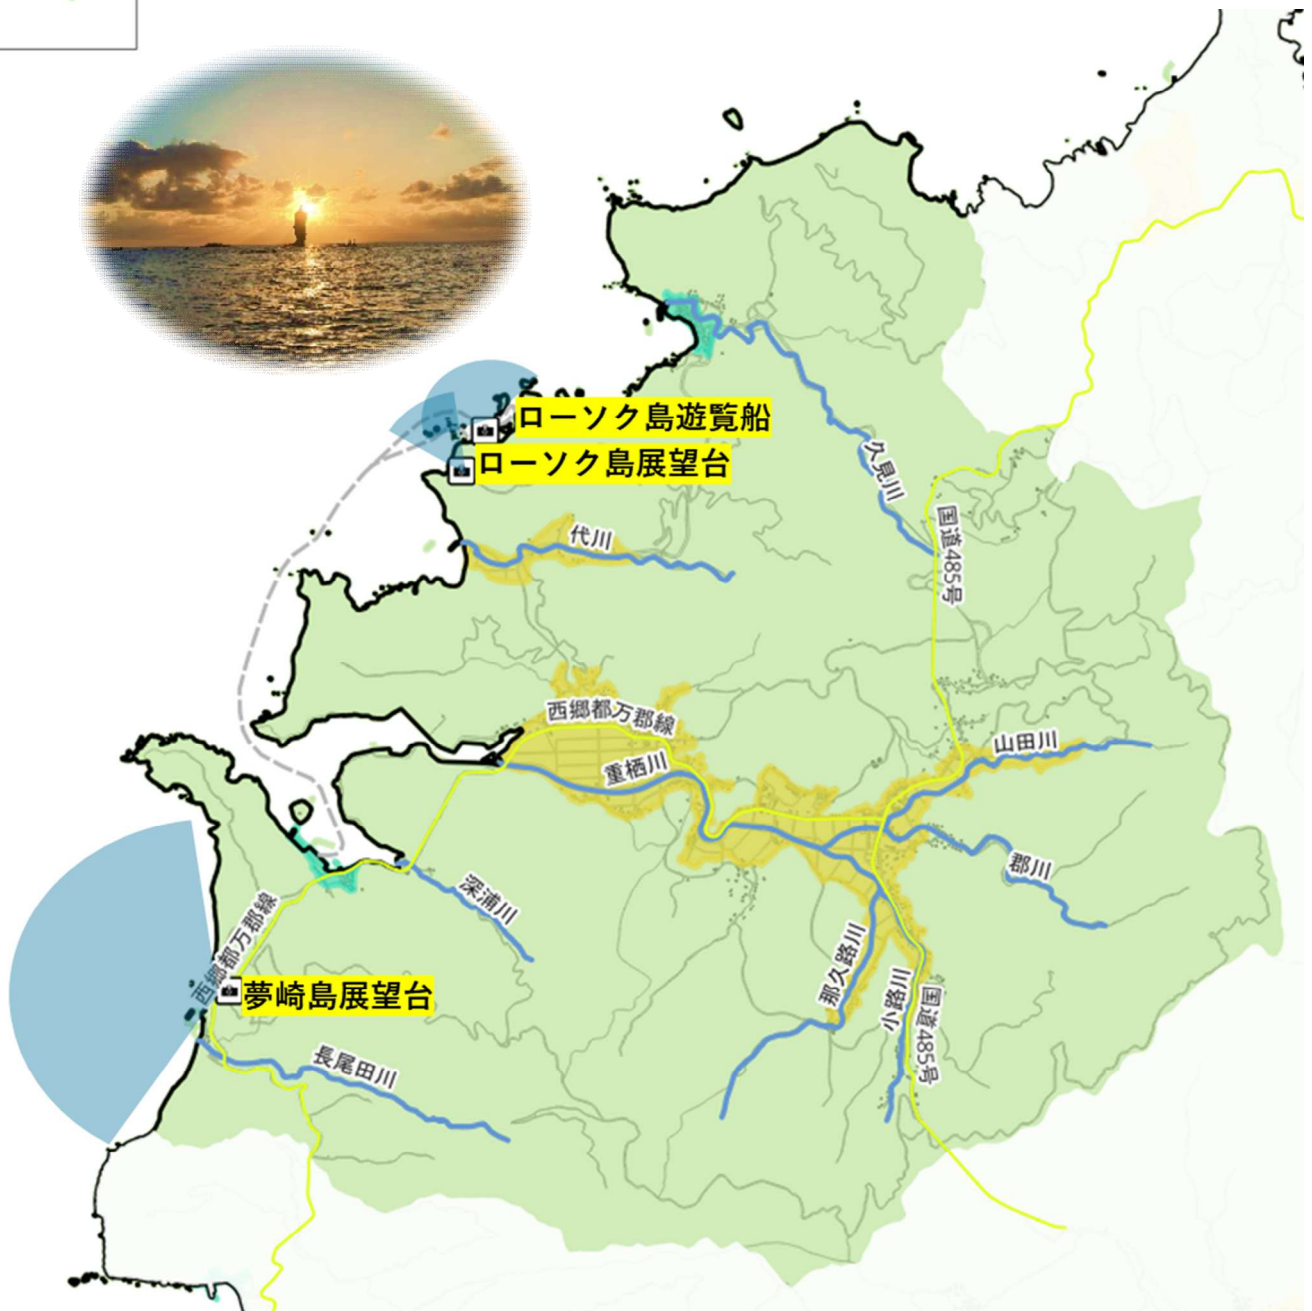 ローソク島遊覧船
ローソク島展望台
久見川
国道485号
代川
西郷都万郡線
重栖川
山田川
郡川
深浦川
西郷都万郡線
夢崎島展望台
那久路川
小路川
国道485号
長尾田川